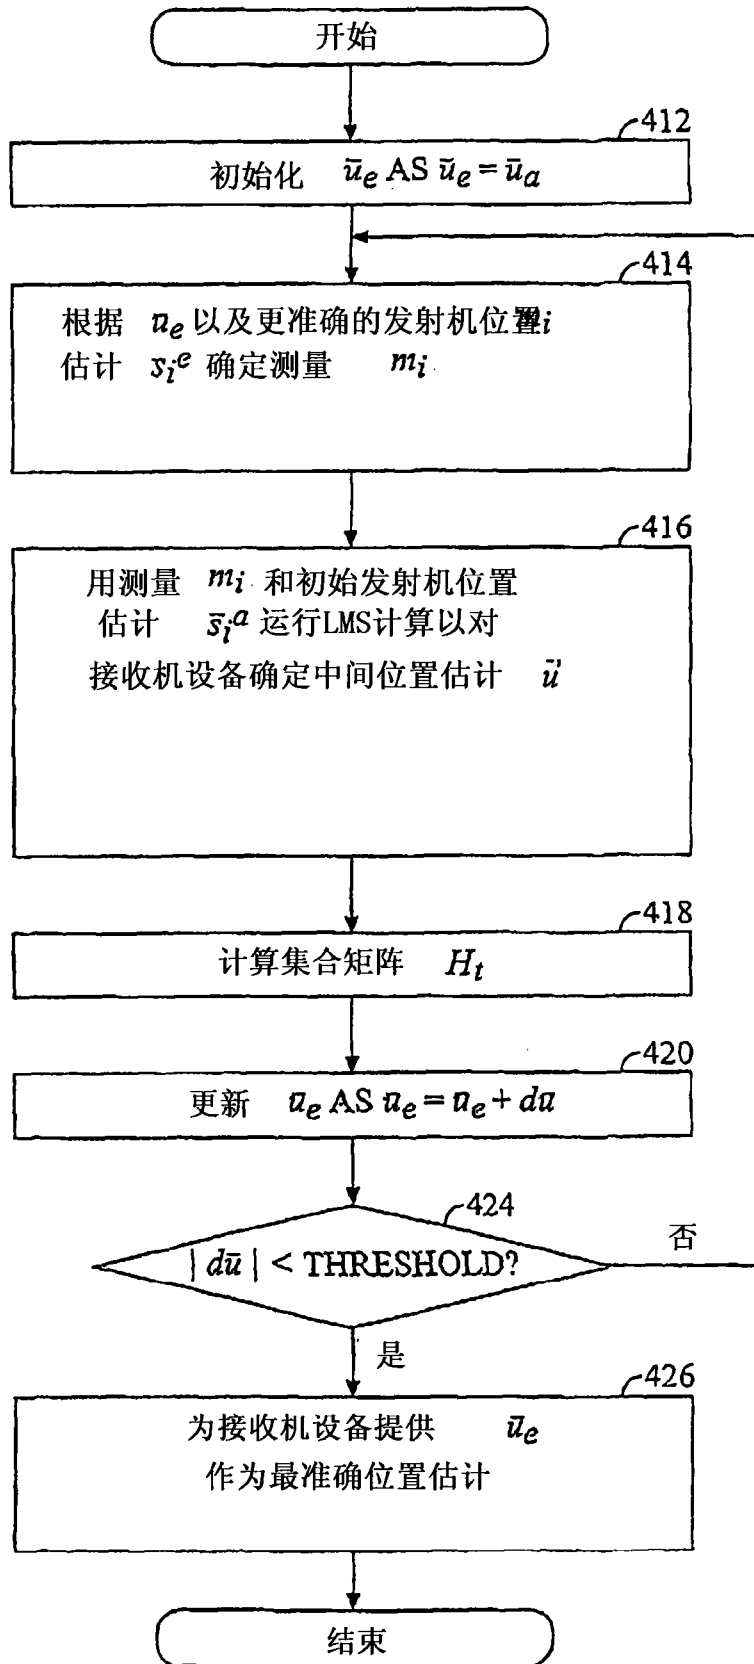 开始
412
初始化 ū_e AS ū_e = ū_a
414
根据 ū_e 以及更准确的发射机位置
估计 s_i^e 确定测量 m_i
416
用测量 m_i 和初始发射机位置
估计 s̄_i^a 运行LMS计算以对
接收机设备确定中间位置估计 ū'
418
计算集合矩阵 H_t
420
更新 ū_e AS ū_e = ū_e + dū
424
| dū | < THRESHOLD?
否
是
426
为接收机设备提供 ū_e
作为最准确位置估计
结束